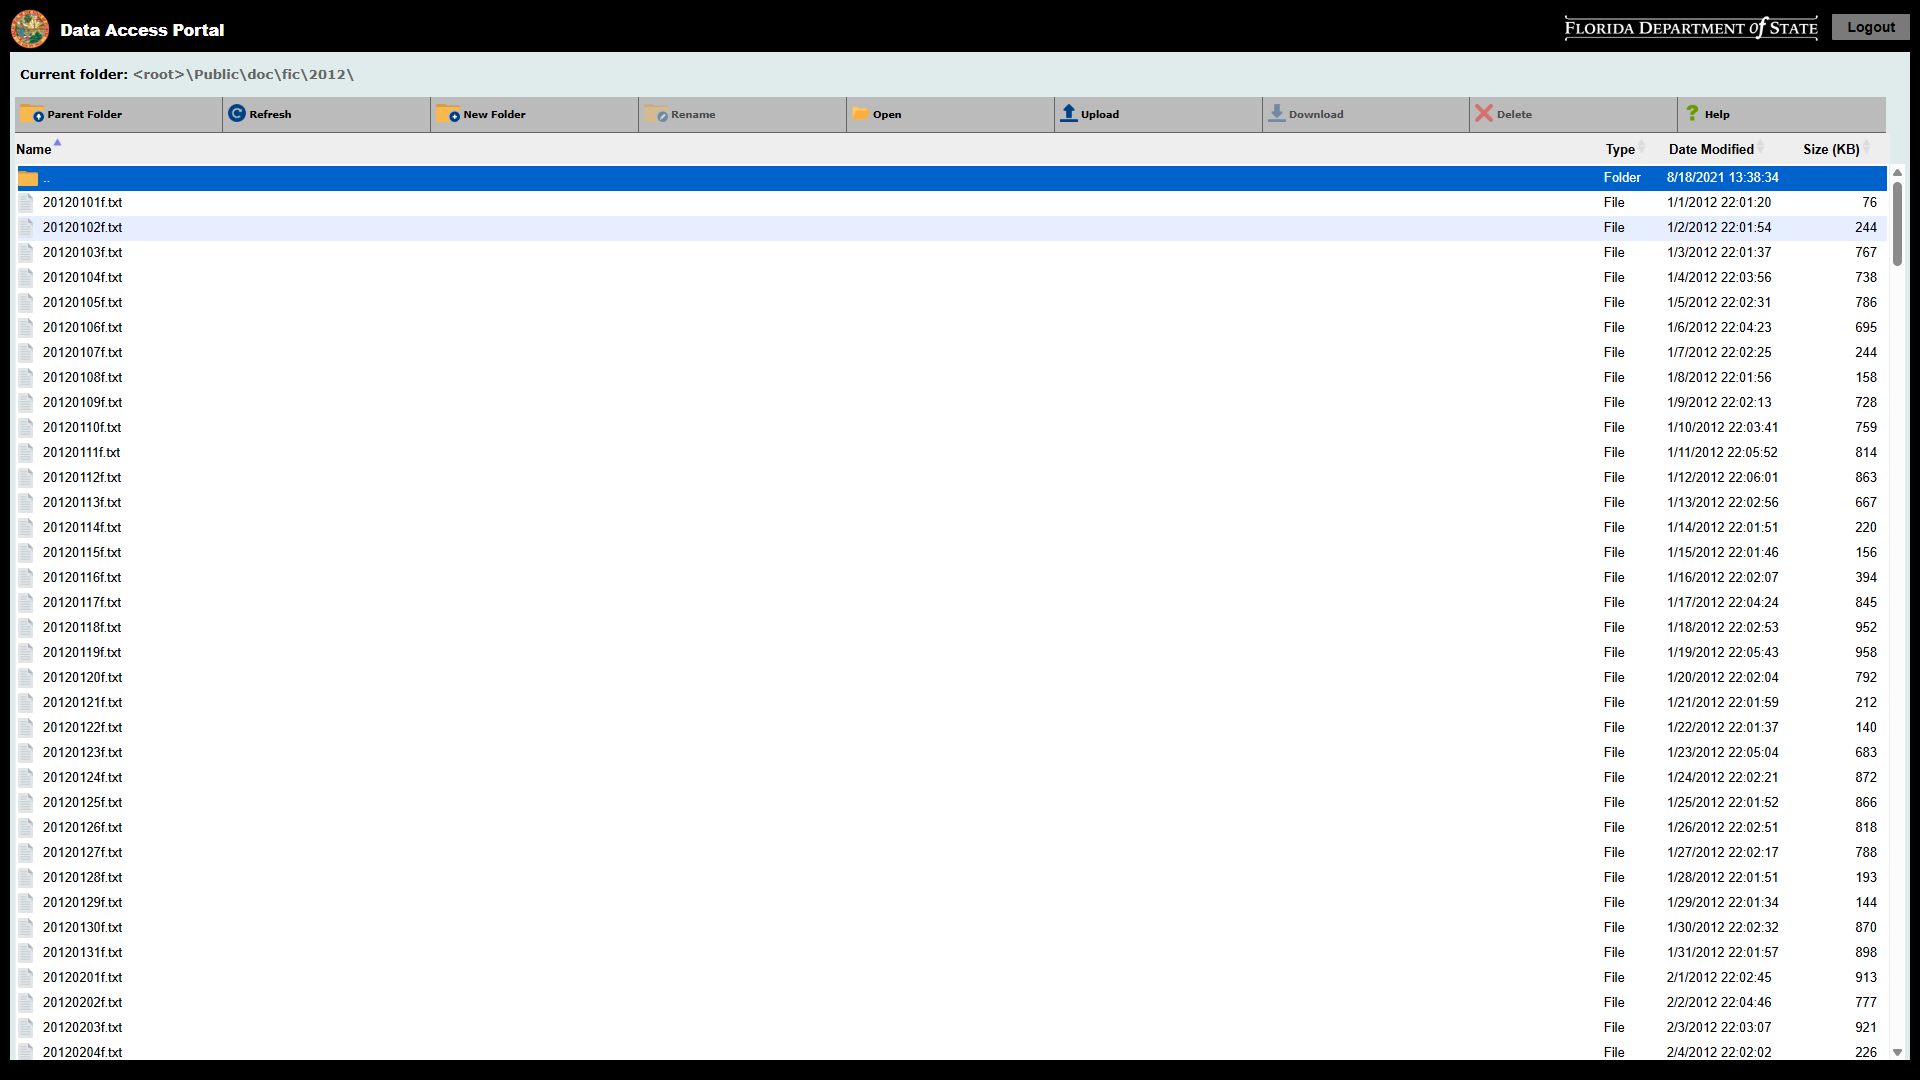 Data Access Portal
FLORIDA DEPARTMENT of STATE
Logout
Current folder: <root>\Public\doc\fic\2012\
Parent Folder Refresh New Folder Rename Open Upload Download Delete ? Help
Name Type Date Modified Size (KB)
.. Folder 8/18/2021 13:38:34
20120101f.txt File 1/1/2012 22:01:20 76
20120102f.txt File 1/2/2012 22:01:54 244
20120103f.txt File 1/3/2012 22:01:37 767
20120104f.txt File 1/4/2012 22:03:56 738
20120105f.txt File 1/5/2012 22:02:31 786
20120106f.txt File 1/6/2012 22:04:23 695
20120107f.txt File 1/7/2012 22:02:25 244
20120108f.txt File 1/8/2012 22:01:56 158
20120109f.txt File 1/9/2012 22:02:13 728
20120110f.txt File 1/10/2012 22:03:41 759
20120111f.txt File 1/11/2012 22:05:52 814
20120112f.txt File 1/12/2012 22:06:01 863
20120113f.txt File 1/13/2012 22:02:56 667
20120114f.txt File 1/14/2012 22:01:51 220
20120115f.txt File 1/15/2012 22:01:46 156
20120116f.txt File 1/16/2012 22:02:07 394
20120117f.txt File 1/17/2012 22:04:24 845
20120118f.txt File 1/18/2012 22:02:53 952
20120119f.txt File 1/19/2012 22:05:43 958
20120120f.txt File 1/20/2012 22:02:04 792
20120121f.txt File 1/21/2012 22:01:59 212
20120122f.txt File 1/22/2012 22:01:37 140
20120123f.txt File 1/23/2012 22:05:04 683
20120124f.txt File 1/24/2012 22:02:21 872
20120125f.txt File 1/25/2012 22:01:52 866
20120126f.txt File 1/26/2012 22:02:51 818
20120127f.txt File 1/27/2012 22:02:17 788
20120128f.txt File 1/28/2012 22:01:51 193
20120129f.txt File 1/29/2012 22:01:34 144
20120130f.txt File 1/30/2012 22:02:32 870
20120131f.txt File 1/31/2012 22:01:57 898
20120201f.txt File 2/1/2012 22:02:45 913
20120202f.txt File 2/2/2012 22:04:46 777
20120203f.txt File 2/3/2012 22:03:07 921
20120204f.txt File 2/4/2012 22:02:02 226